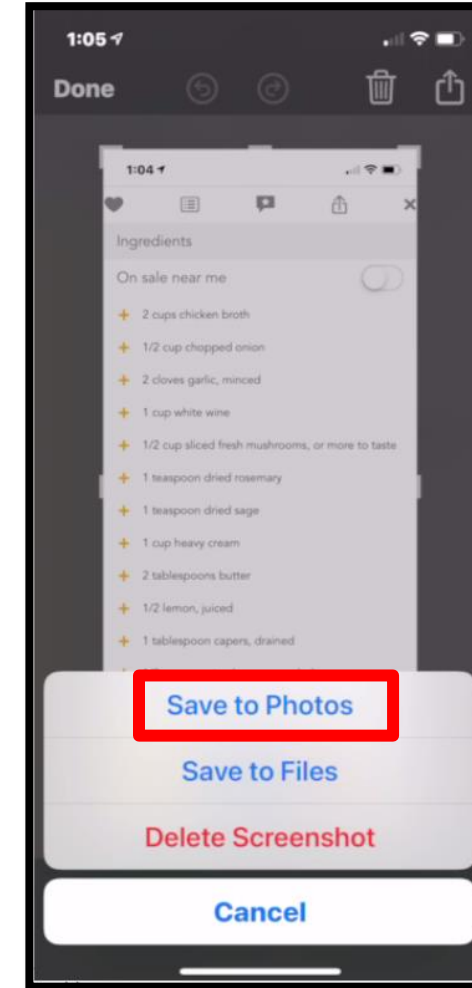 1:05
Done
1:04
Ingredients
On sale near me
2 cups chicken broth
1/2 cup chopped onion
2 cloves garlic, minced
1 cup white wine
1/2 cup sliced fresh mushrooms, or more to taste
1 teaspoon dried rosemary
1 teaspoon dried sage
1 cup heavy cream
2 tablespoons butter
1/2 lemon, juiced
1 tablespoon capers, drained
Save to Photos
Save to Files
Delete Screenshot
Cancel